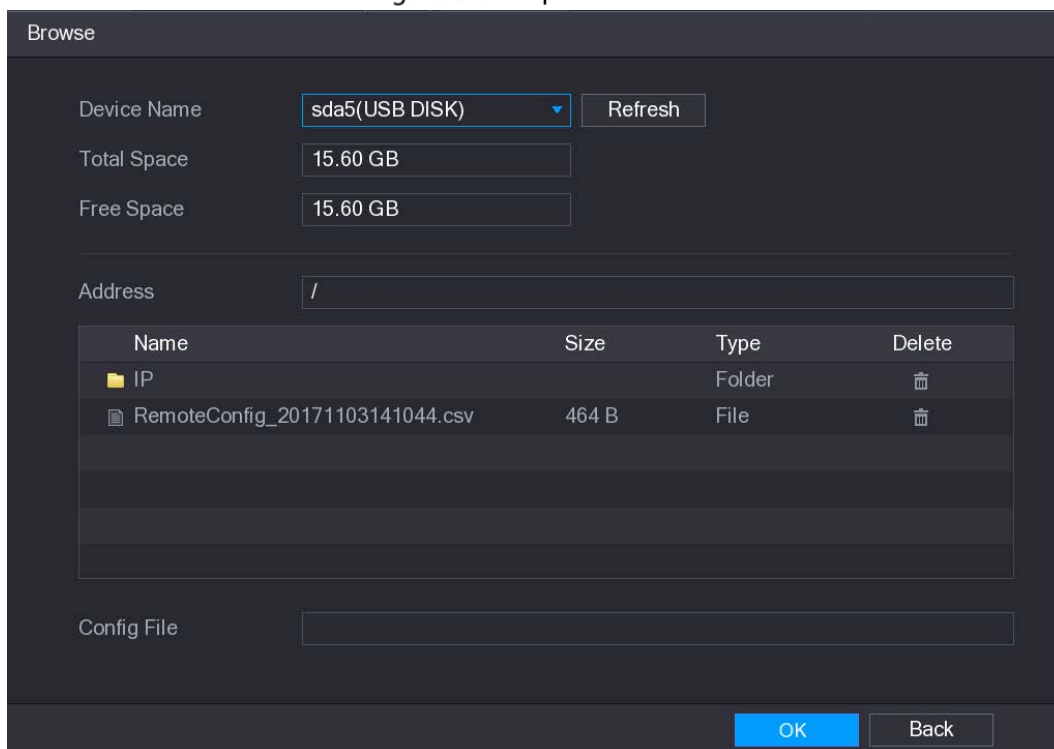 Browse
Device Name sda5(USB DISK) Refresh
Total Space 15.60 GB
Free Space 15.60 GB
Address /
Name Size Type Delete
IP Folder
RemoteConfig_20171103141044.csv 464 B File
Config File
OK Back